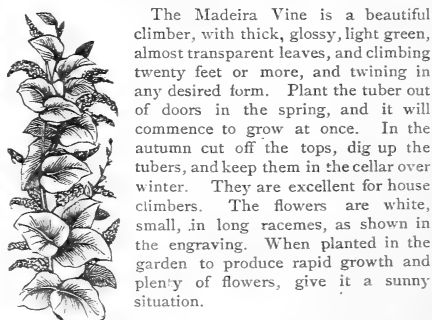 The Madeira Vine is a beautiful
climber, with thick, glossy, light green,
almost transparent leaves, and climbing
twenty feet or more, and twining in
any desired form. Plant the tuber out
of doors in the spring, and it will
commence to grow at once. In the
autumn cut off the tops, dig up the
tubers, and keep them in the cellar over
winter. They are excellent for house
climbers. The flowers are white,
small, in long racemes, as shown in
the engraving. When planted in the
garden to produce rapid growth and
plenty of flowers, give it a sunny
situation.